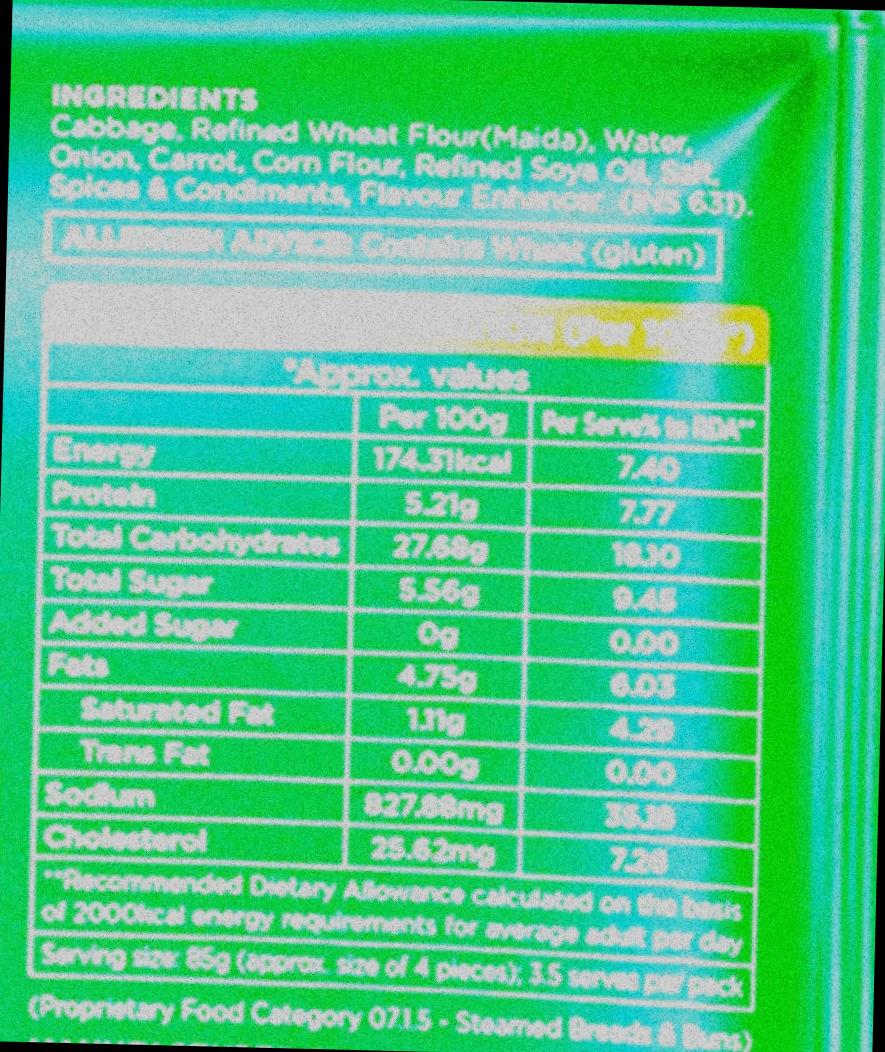 INGREDIENTS
Cabbage, Refined Wheat Flour(Maida), Water,
Onion, Carrot, Corn Flour, Refined Soya Oil, Salt,
Spices & Condiments, Flavour Enhancer (INS 631).
ALLERGEN ADVICE: Contains Wheat (gluten)
(Per 100g*)
*Approx. values
Per 100g Per Serve% to RDA**
Energy 174.31kcal 7.40
Protein 5.21g 7.77
Total Carbohydrates 27.68g 18.10
Total Sugar 5.56g 9.45
Added Sugar 0g 0.00
Fats 4.75g 6.03
Saturated Fat 1.11g 4.29
Trans Fat 0.00g 0.00
Sodium 827.88mg
Cholesterol 25.62mg 7.26
**Recommended Dietary Allowance calculated on the basis
of 2000kcal energy requirements for average adult per day
Serving size: 85g (approx. size of 4 pieces); 3.5 serves per pack
(Proprietary Food Category 07.1.5 - Steamed Breads & Buns)